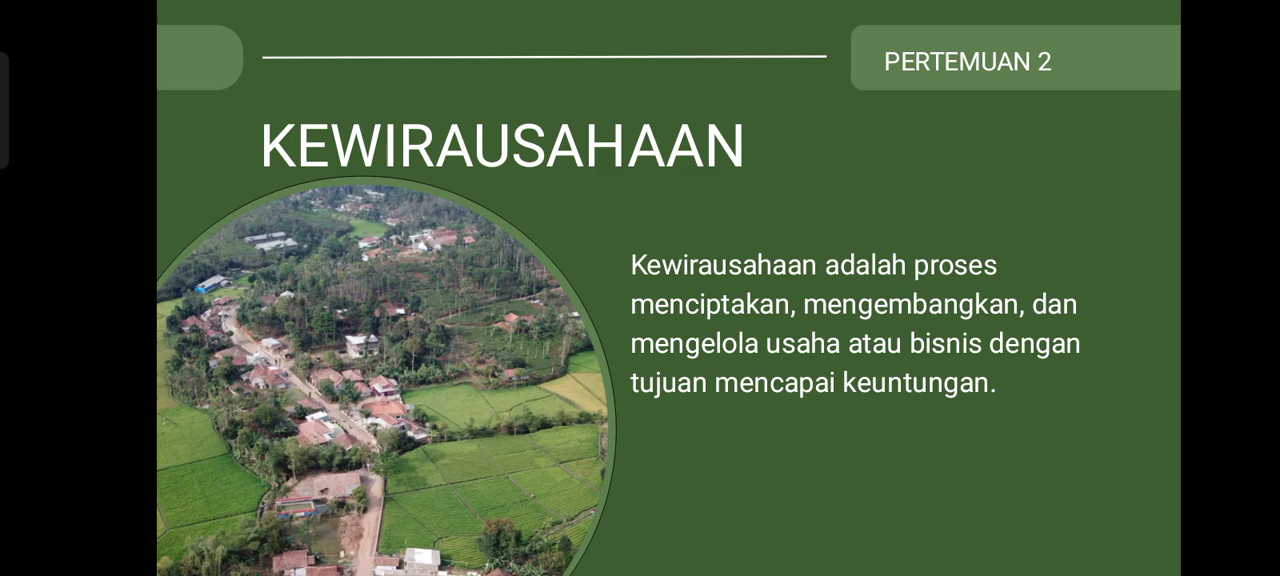 PERTEMUAN 2
KEWIRAUSAHAAN
Kewirausahaan adalah proses
menciptakan, mengembangkan, dan
mengelola usaha atau bisnis dengan
tujuan mencapai keuntungan.